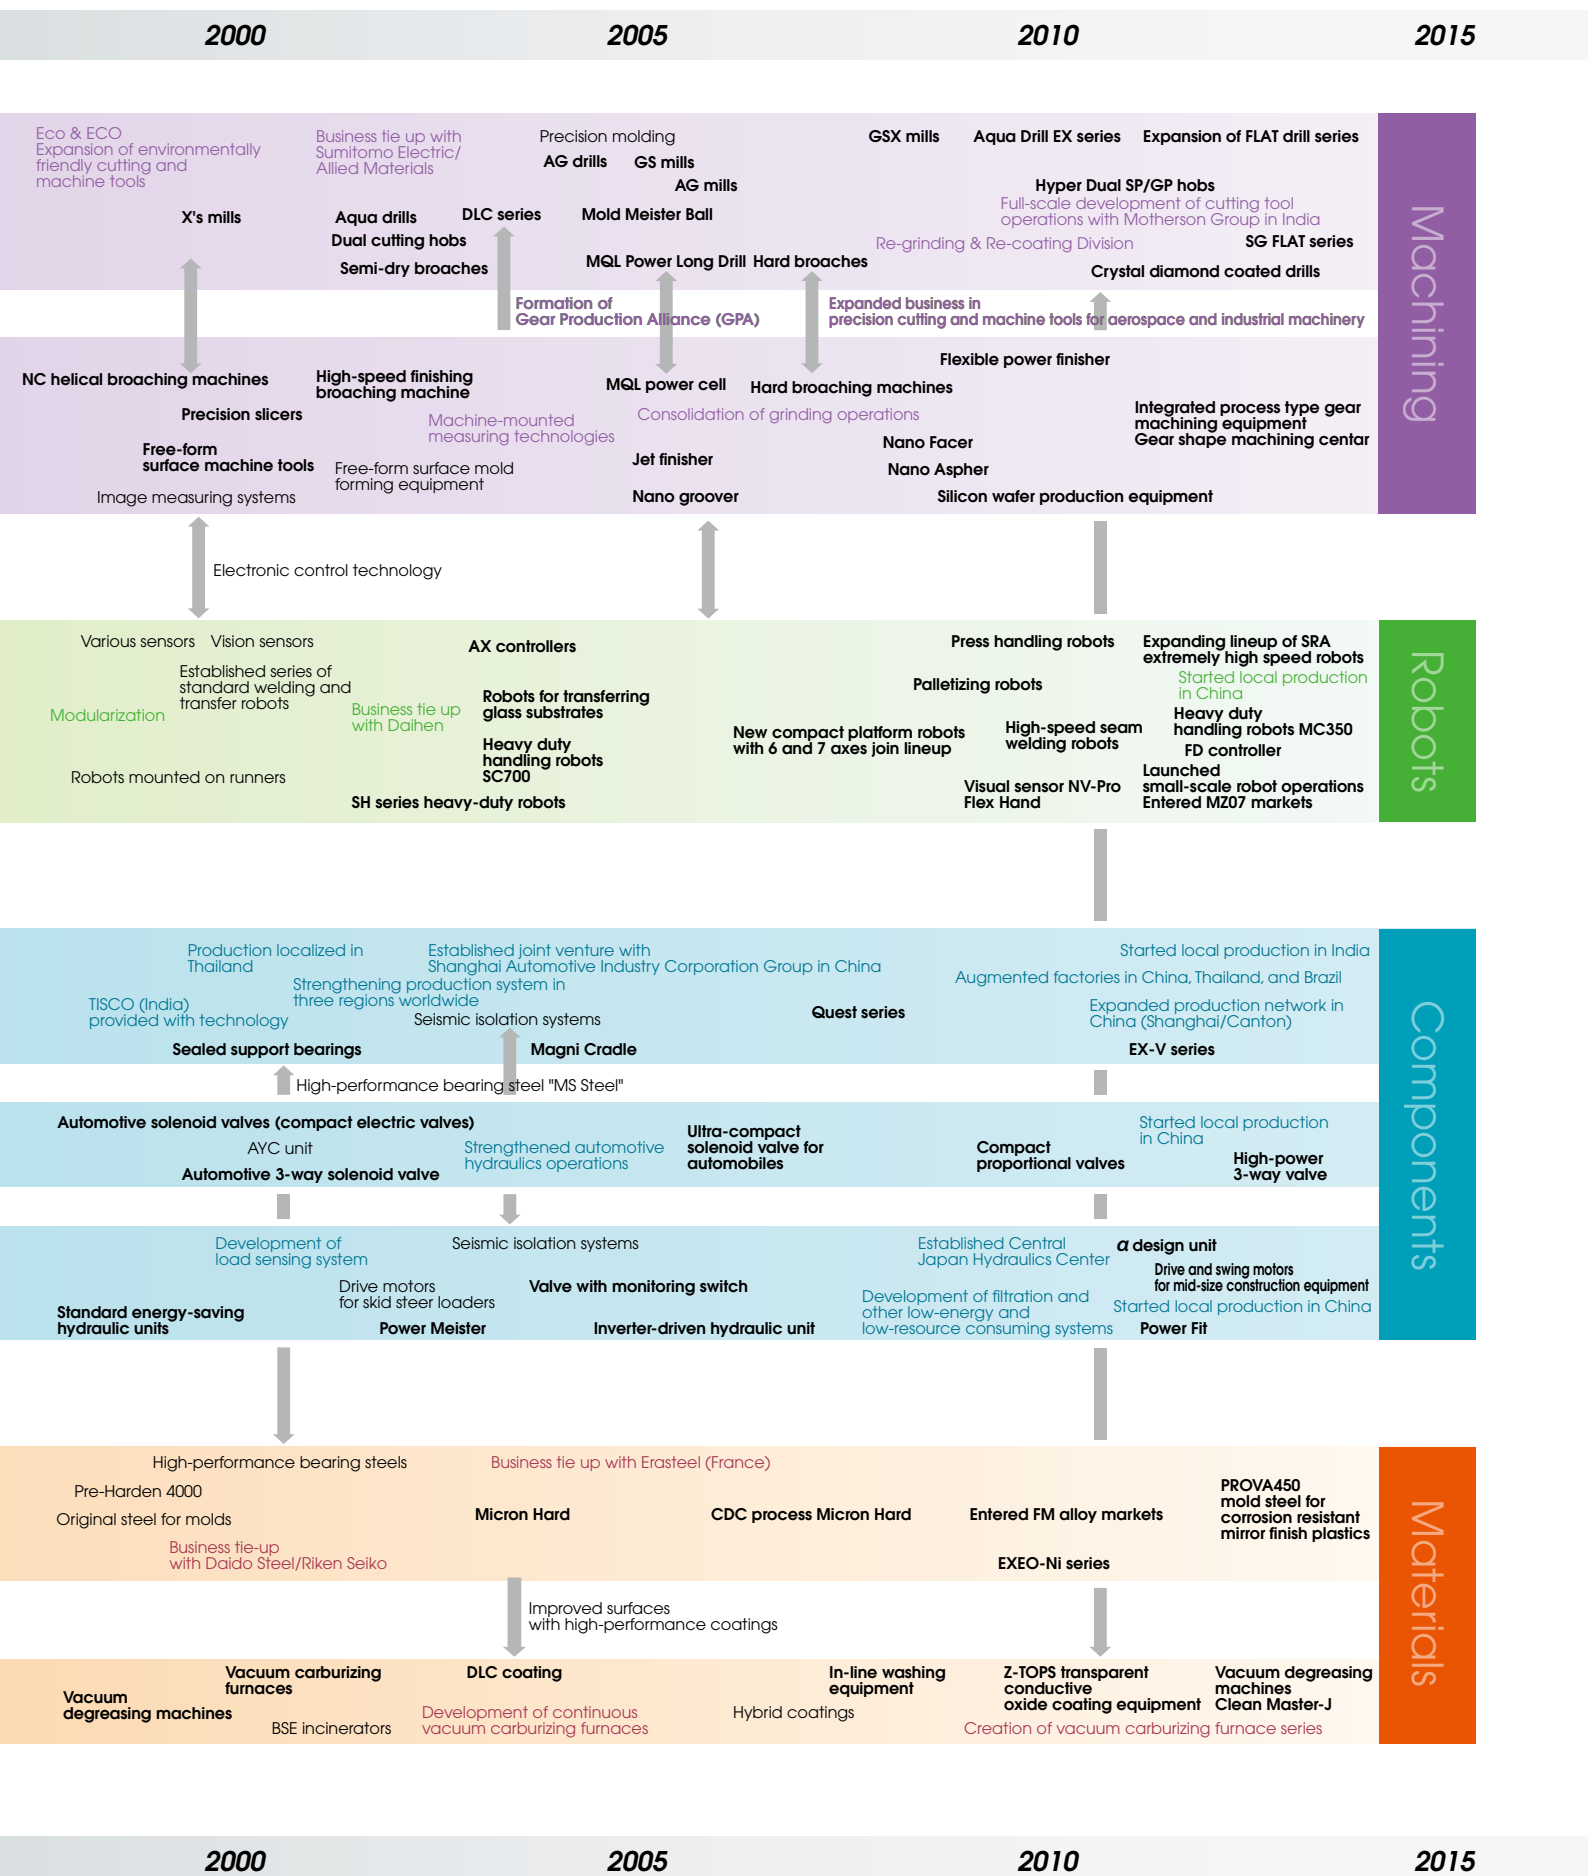 2000 2005 2010 2015
Eco & ECO
Expansion of environmentally
friendly cutting and
machine tools
Business tie up with
Sumitomo Electric/
Allied Materials
Precision molding
AG drills GS mills
AG mills
GSX mills Aqua Drill EX series Expansion of FLAT drill series
Hyper Dual SP/GP hobs
Full-scale development of cutting tool
operations with Motherson Group in India
X's mills
Aqua drills
DLC series
Mold Meister Ball
Dual cutting hobs
Re-grinding & Re-coating Division
SG FLAT series
Semi-dry broaches
MQL Power Long Drill Hard broaches
Crystal diamond coated drills
Formation of
Gear Production Alliance (GPA)
Expanded business in
precision cutting and machine tools for aerospace and industrial machinery
Machining
NC helical broaching machines
High-speed finishing
broaching machine
MQL power cell
Hard broaching machines
Flexible power finisher
Precision slicers
Machine-mounted
measuring technologies
Consolidation of grinding operations
Integrated process type gear
machining equipment
Gear shape machining centar
Free-form
surface machine tools
Free-form surface mold
forming equipment
Jet finisher
Nano Facer
Nano Aspher
Image measuring systems
Nano groover
Silicon wafer production equipment
Electronic control technology
Various sensors Vision sensors
AX controllers
Press handling robots
Expanding lineup of SRA
extremely high speed robots
Established series of
standard welding and
transfer robots
Modularization
Business tie up
with Daihen
Robots for transferring
glass substrates
Palletizing robots
Started local production
in China
New compact platform robots
with 6 and 7 axes join lineup
High-speed seam
welding robots
Heavy duty
handling robots MC350
FD controller
Heavy duty
handling robots
SC700
Robots mounted on runners
SH series heavy-duty robots
Visual sensor NV-Pro
Flex Hand
Launched
small-scale robot operations
Entered MZ07 markets
Robots
Production localized in
Thailand
Established joint venture with
Shanghai Automotive Industry Corporation Group in China
Started local production in India
Strengthening production system in
three regions worldwide
Augmented factories in China, Thailand, and Brazil
TISCO (India)
provided with technology
Seismic isolation systems
Quest series
Expanded production network in
China (Shanghai/Canton)
Sealed support bearings
Magni Cradle
EX-V series
High-performance bearing steel "MS Steel"
Automotive solenoid valves (compact electric valves)
AYC unit
Automotive 3-way solenoid valve
Strengthened automotive
hydraulics operations
Ultra-compact
solenoid valve for
automobiles
Compact
proportional valves
Started local production
in China
High-power
3-way valve
Components
Development of
load sensing system
Seismic isolation systems
Established Central
Japan Hydraulics Center
α design unit
Drive motors
for skid steer loaders
Valve with monitoring switch
Drive and swing motors
for mid-size construction equipment
Standard energy-saving
hydraulic units
Power Meister
Inverter-driven hydraulic unit
Development of filtration and
other low-energy and
low-resource consuming systems
Started local production in China
Power Fit
High-performance bearing steels
Business tie up with Erasteel (France)
Pre-Harden 4000
Original steel for molds
Micron Hard
CDC process Micron Hard
Entered FM alloy markets
PROVA450
mold steel for
corrosion resistant
mirror finish plastics
Business tie-up
with Daido Steel/Riken Seiko
EXEO-Ni series
Materials
Improved surfaces
with high-performance coatings
Vacuum carburizing
furnaces
DLC coating
In-line washing
equipment
Z-TOPS transparent
conductive
oxide coating equipment
Vacuum degreasing
machines
Clean Master-J
Vacuum
degreasing machines
BSE incinerators
Development of continuous
vacuum carburizing furnaces
Hybrid coatings
Creation of vacuum carburizing furnace series
2000 2005 2010 2015